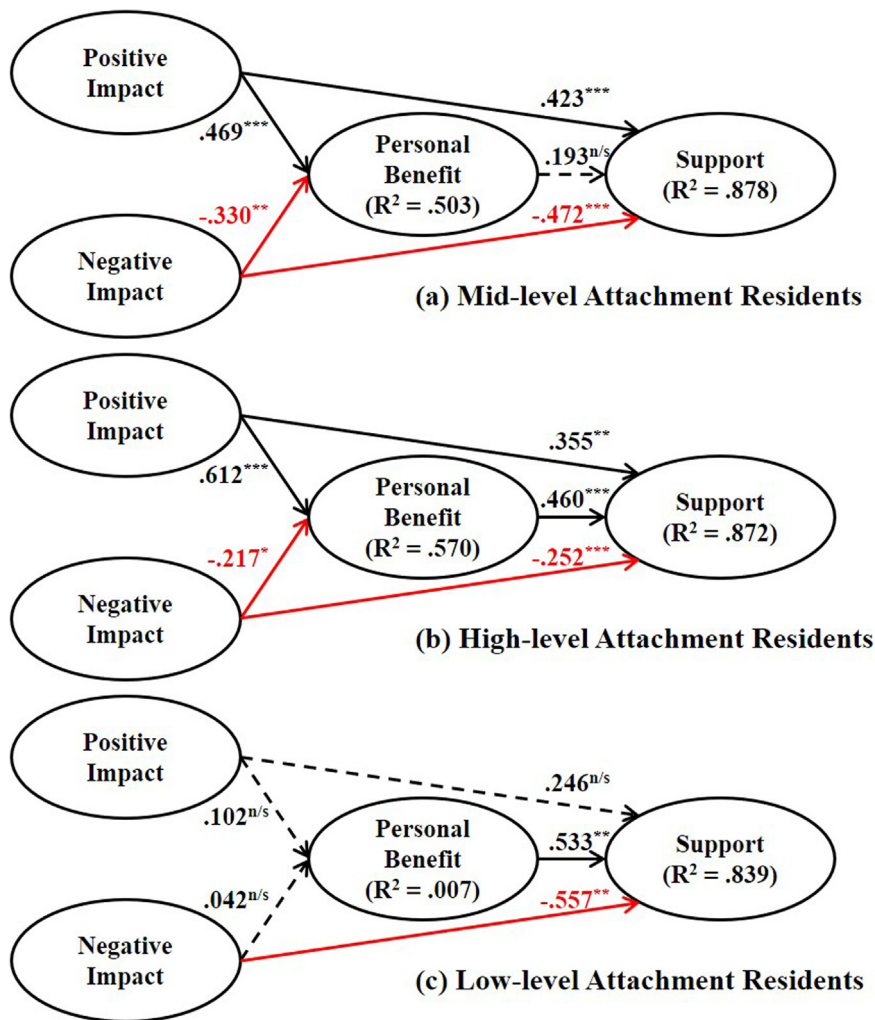 Positive
Impact
.423***
.469***
Personal
Benefit
(R² = .503)
.193n/s
Support
(R² = .878)
-.330**
-.472***
Negative
Impact
(a) Mid-level Attachment Residents
Positive
Impact
.355**
.612***
Personal
Benefit
(R² = .570)
.460***
Support
(R² = .872)
-.217*
-.252***
Negative
Impact
(b) High-level Attachment Residents
Positive
Impact
.246n/s
.102n/s
Personal
Benefit
(R² = .007)
.533**
Support
(R² = .839)
.042n/s
-.557**
Negative
Impact
(c) Low-level Attachment Residents